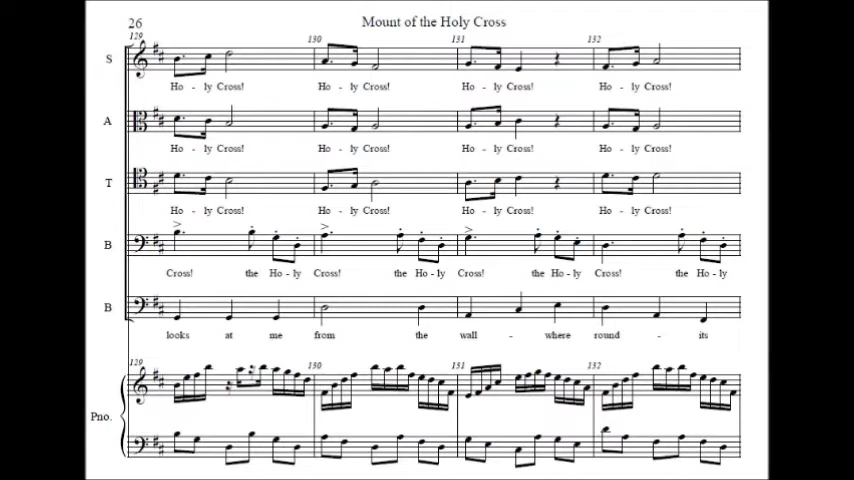 26
Mount of the Holy Cross
129 130 131 132
S
Ho - ly Cross! Ho - ly Cross! Ho - ly Cross! Ho - ly Cross!
A
Ho - ly Cross! Ho - ly Cross! Ho - ly Cross! Ho - ly Cross!
T
Ho - ly Cross! Ho - ly Cross! Ho - ly Cross! Ho - ly Cross!
B
Cross! the Ho - ly Cross! the Ho - ly Cross! the Ho - ly Cross! the Ho - ly
B
looks at me from the wall - where round - its
129 130 131 132
Pno.